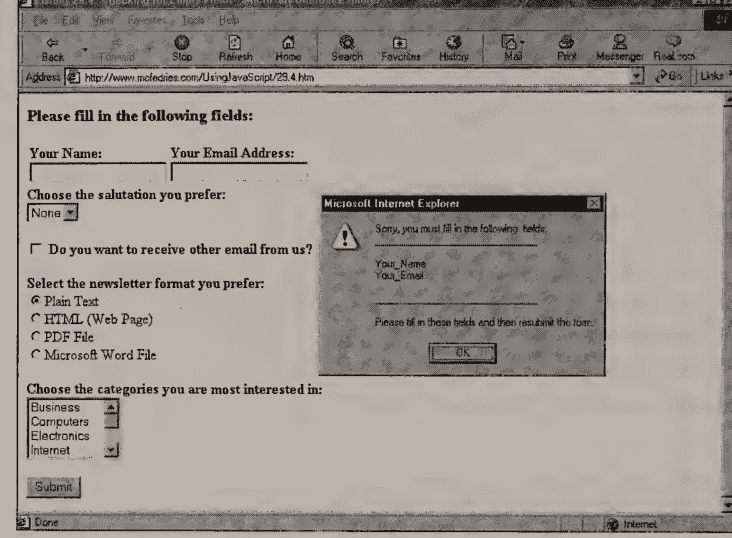 File Edit View Favorites Tools Help
Back Forward Stop Refresh Home Search Favorites History Mail Print Messenger Real.com
Address http://www.mcfedries.com/UsingJavaScript/29.4.htm Go Links
Please fill in the following fields:
Your Name: Your Email Address:
Choose the salutation you prefer:
None
Do you want to receive other email from us?
Select the newsletter format you prefer:
Plain Text
HTML (Web Page)
PDF File
Microsoft Word File
Choose the categories you are most interested in:
Business
Computers
Electronics
Internet
Submit
Microsoft Internet Explorer
Sorry, you must fill in the following fields:
Your_Name
Your_Email
Please fill in these fields and then resubmit the form.
OK
Done Internet